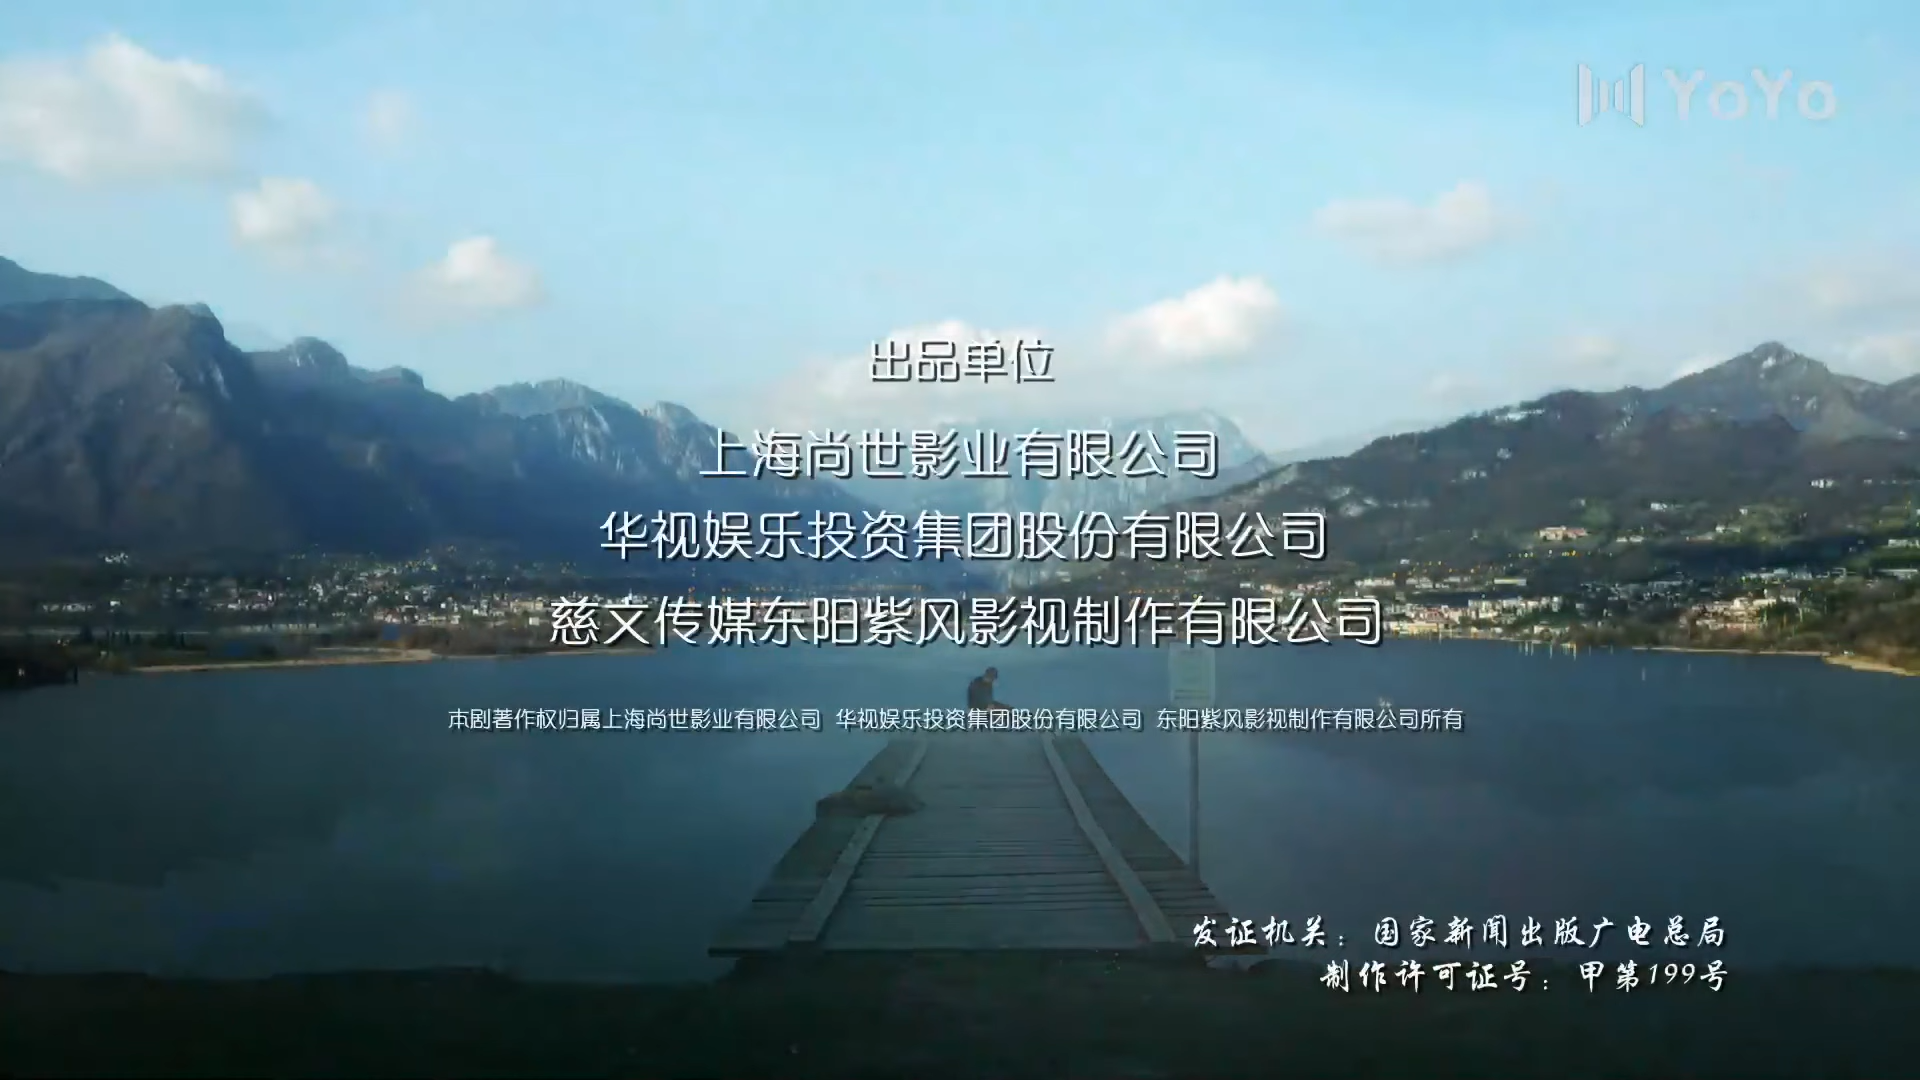 YoYo
出品单位
上海尚世影业有限公司
华视娱乐投资集团股份有限公司
慈文传媒东阳紫风影视制作有限公司
本剧著作权归属上海尚世影业有限公司 华视娱乐投资集团股份有限公司 东阳紫风影视制作有限公司所有
发证机关：国家新闻出版广电总局
制作许可证号：甲第199号